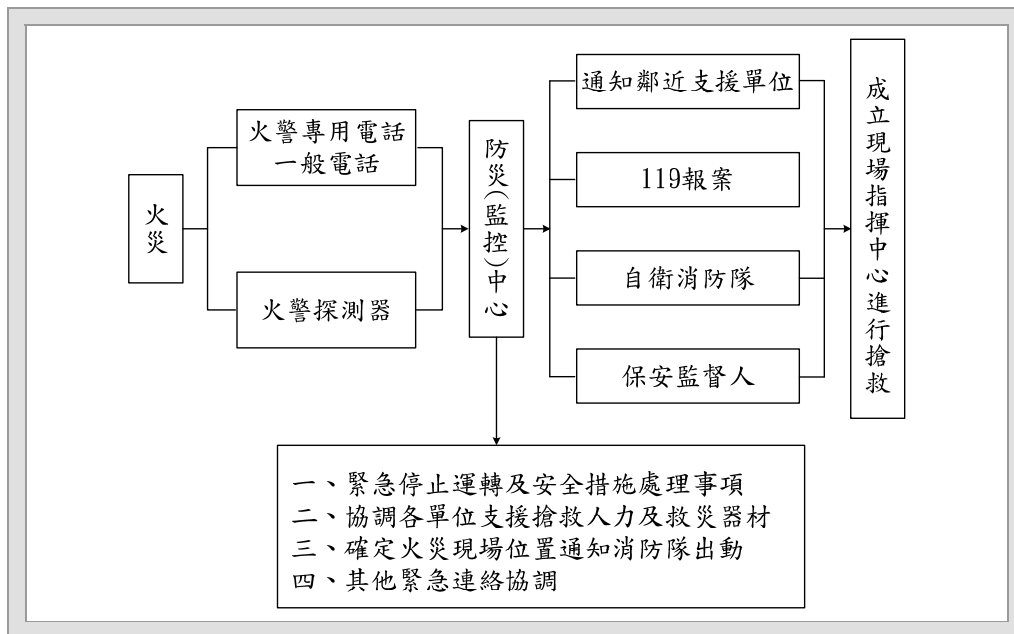 火災
火警專用電話
一般電話
火警探測器
防災(監控)中心
通知鄰近支援單位
119報案
自衛消防隊
保安監督人
成立現場指揮中心進行搶救
一、緊急停止運轉及安全措施處理事項
二、協調各單位支援搶救人力及救災器材
三、確定火災現場位置通知消防隊出動
四、其他緊急連絡協調